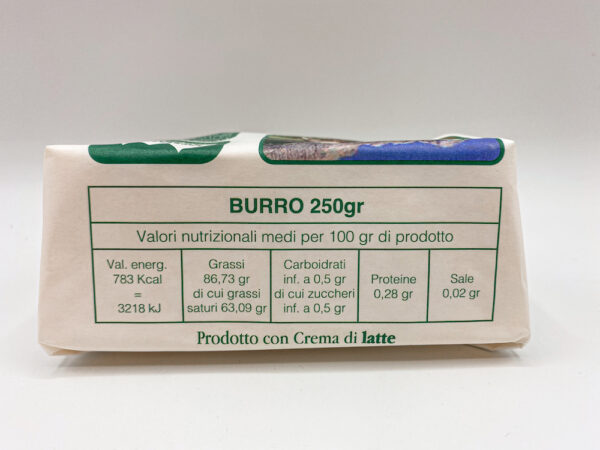 BURRO 250gr
Valori nutrizionali medi per 100 gr di prodotto
Val. energ.
783 Kcal
=
3218 kJ
Grassi
86,73 gr
di cui grassi
saturi 63,09 gr
Carboidrati
inf. a 0,5 gr
di cui zuccheri
inf. a 0,5 gr
Proteine
0,28 gr
Sale
0,02 gr
Prodotto con Crema di latte